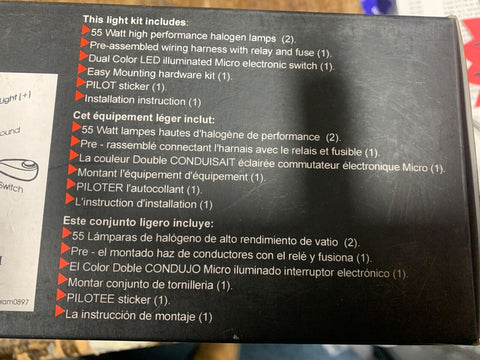 This light kit includes:
55 Watt high performance halogen lamps (2).
Pre-assembled wiring harness with relay and fuse (1).
Dual Color LED illuminated Micro electronic switch (1).
Easy Mounting hardware kit (1).
PILOT sticker (1).
Installation instruction (1)
Cet équipement léger inclut:
55 Watt lampes hautes d'halogène de performance (2).
Pre - rassemblé connectant l'harnais avec le relais et fusible (1).
La couleur Double CONDUISAIT éclairée commutateur électronique Micro (1).
Montant l'équipement d'équipement (1).
PILOTER l'autocollant (1).
L'instruction d'installation (1)
Este conjunto ligero incluye:
55 Lámparas de halógeno de alto rendimiento de vatio (2).
Pre - el montado haz de conductores con el relé y fusiona (1).
El Color Doble CONDUJO Micro iluminado interruptor electrónico (1).
Montar conjunto de tornilleria (1).
PILOTEE sticker (1).
La instrucción de montaje (1)
ight (+)
ound
Switch
ram0897